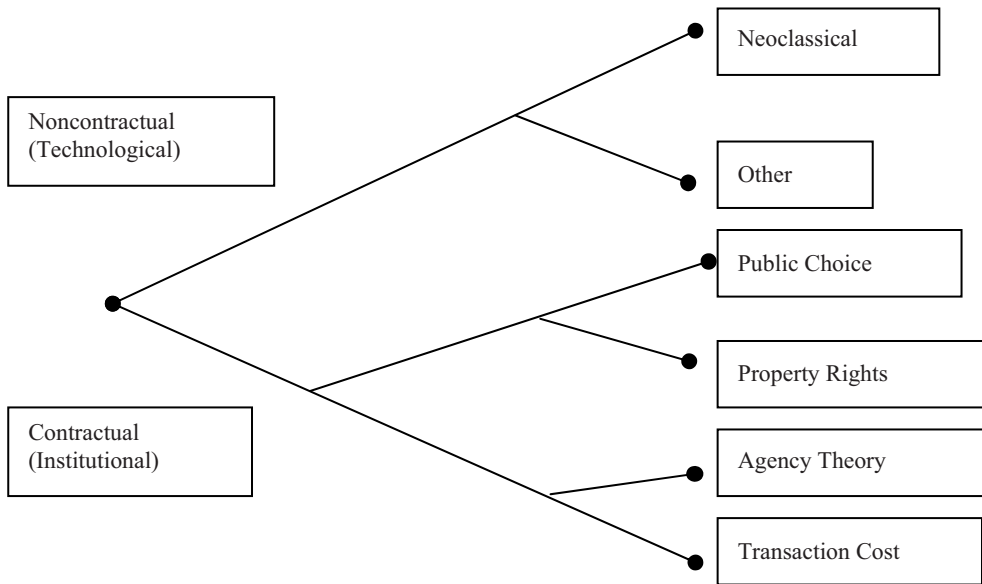 Neoclassical
Noncontractual
(Technological)
Other
Public Choice
Property Rights
Contractual
(Institutional)
Agency Theory
Transaction Cost